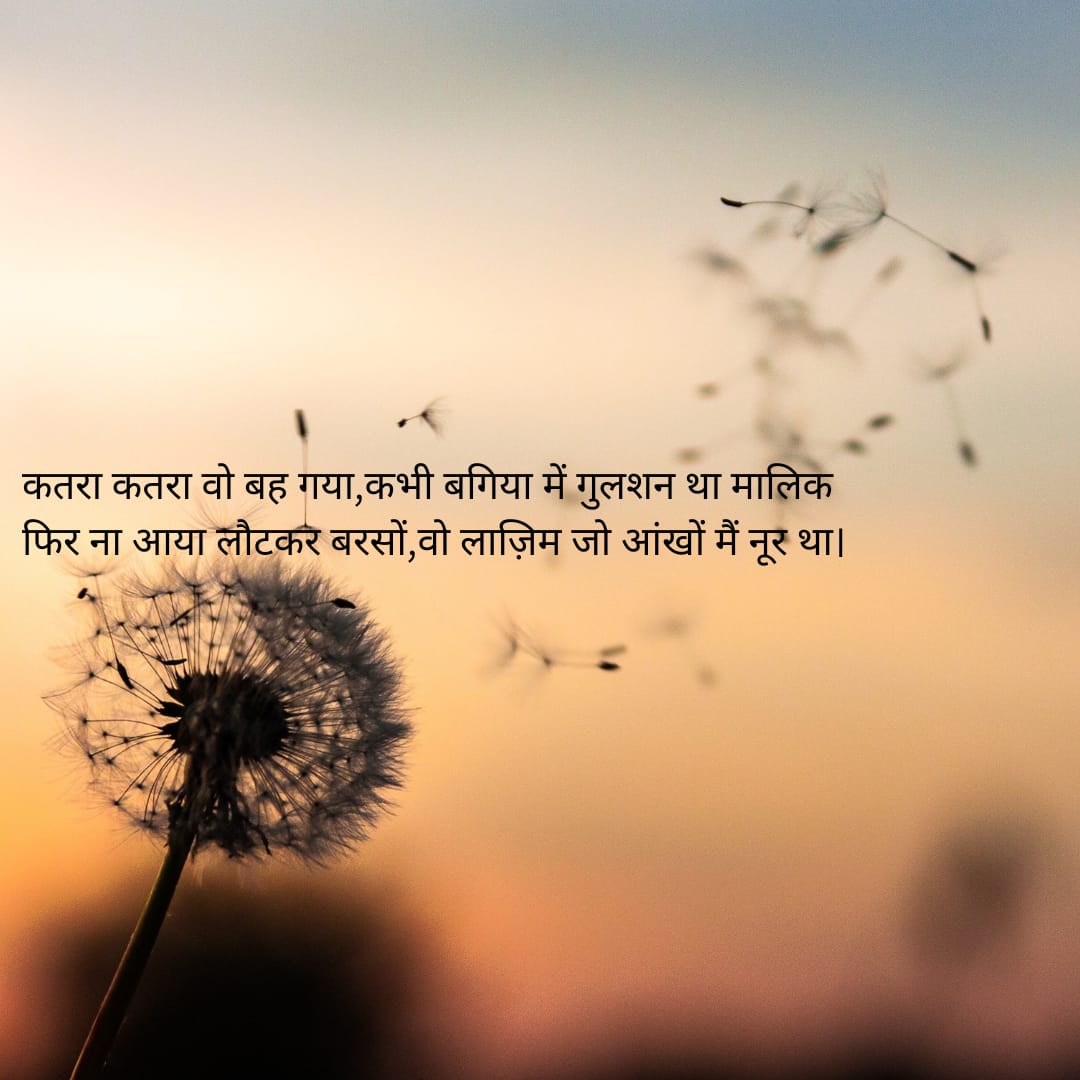 कतरा कतरा वो बह गया,कभी बगिया में गुलशन था मालिक
फिर ना आया लौटकर बरसों,वो लाज़िम जो आंखों मैं नूर था।